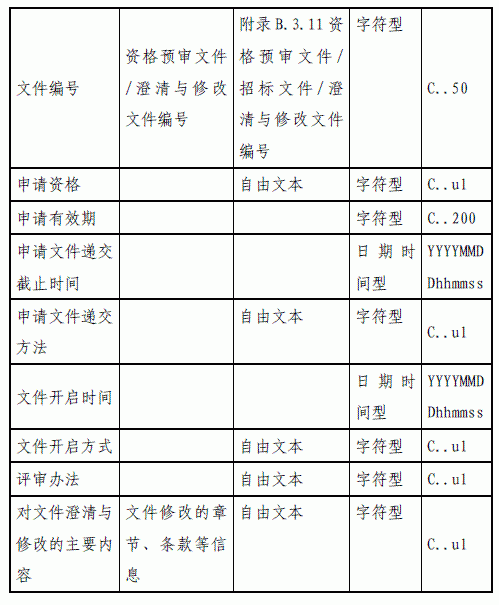 文件编号
资格预审文件
/澄清与修改
文件编号
附录B.3.11资
格预审文件/
招标文件/澄
清与修改文件
编号
字符型
C..50
申请资格
自由文本
字符型
C..ul
申请有效期
字符型
C..200
申请文件递交
截止时间
日期时
间型
YYYYMMD
Dhhmmss
申请文件递交
方法
自由文本
字符型
C..ul
文件开启时间
日期时
间型
YYYYMMD
Dhhmmss
文件开启方式
自由文本
字符型
C..ul
评审办法
自由文本
字符型
C..ul
对文件澄清与
修改的主要内
容
文件修改的章
节、条款等信
息
自由文本
字符型
C..ul